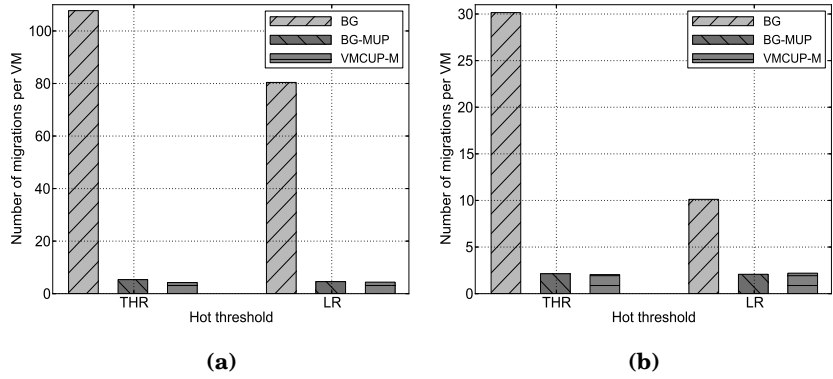 Number of migrations per VM
100
80
60
40
20
0
BG
BG-MUP
VMCUP-M
THR
LR
Hot threshold
(a)
Number of migrations per VM
30
25
20
15
10
5
0
BG
BG-MUP
VMCUP-M
THR
LR
Hot threshold
(b)